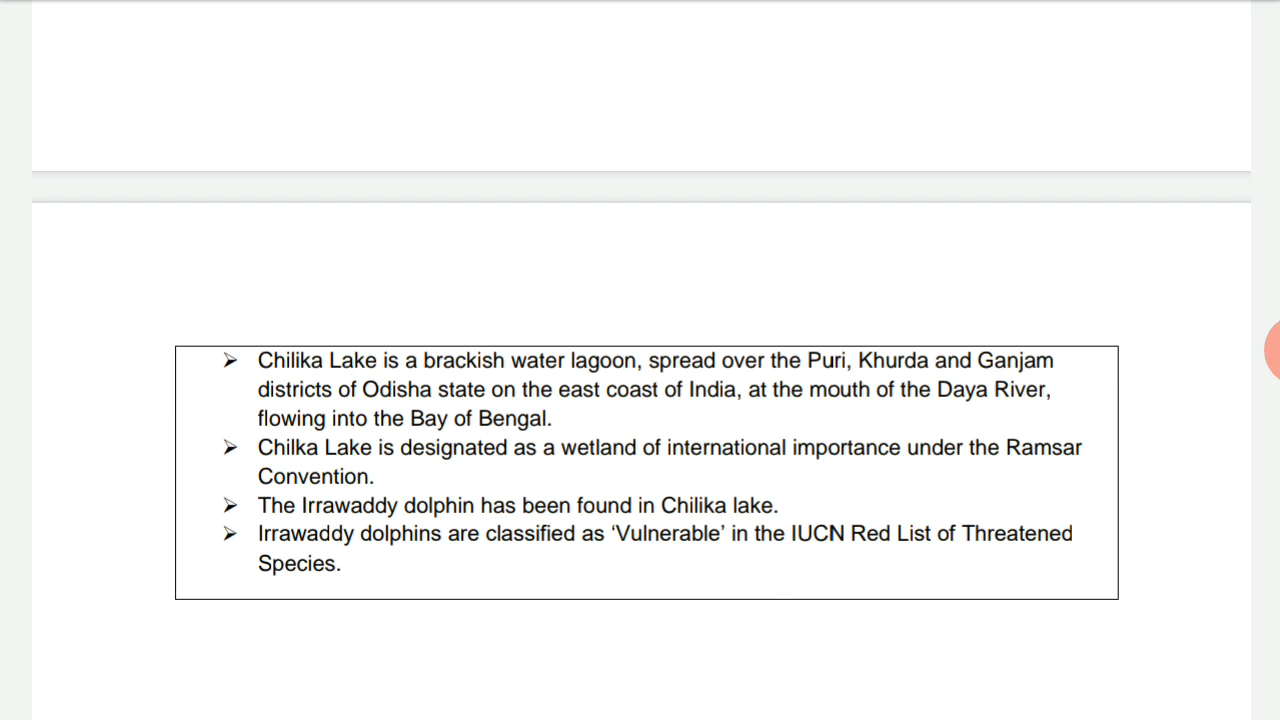 ➢ Chilika Lake is a brackish water lagoon, spread over the Puri, Khurda and Ganjam
districts of Odisha state on the east coast of India, at the mouth of the Daya River,
flowing into the Bay of Bengal.
➢ Chilka Lake is designated as a wetland of international importance under the Ramsar
Convention.
➢ The Irrawaddy dolphin has been found in Chilika lake.
➢ Irrawaddy dolphins are classified as ‘Vulnerable’ in the IUCN Red List of Threatened
Species.